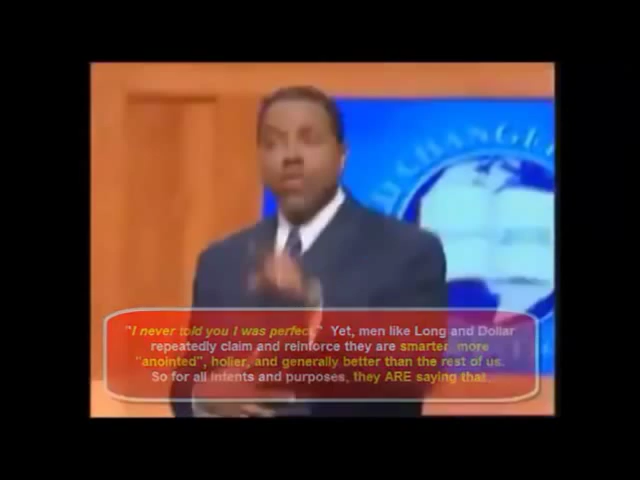 CHANGE
"I never told you I was perfect."  Yet, men like Long and Dollar
repeatedly claim and reinforce they are smarter, more
"anointed", holier, and generally better than the rest of us.
So for all intents and purposes, they ARE saying that.